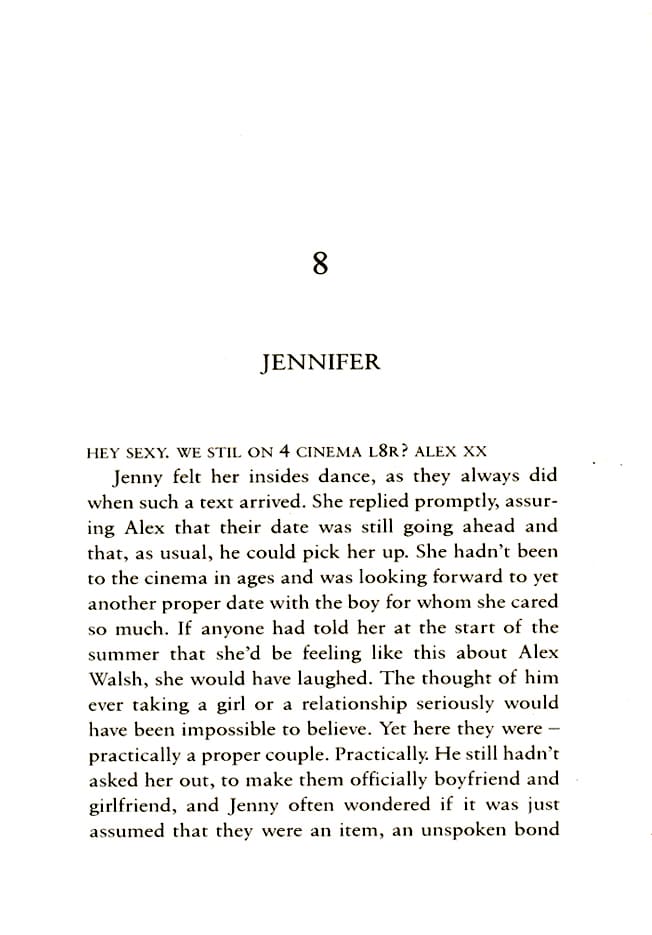 8
JENNIFER
HEY SEXY. WE STIL ON 4 CINEMA L8R? ALEX XX
Jenny felt her insides dance, as they always did
when such a text arrived. She replied promptly, assur-
ing Alex that their date was still going ahead and
that, as usual, he could pick her up. She hadn't been
to the cinema in ages and was looking forward to yet
another proper date with the boy for whom she cared
so much. If anyone had told her at the start of the
summer that she'd be feeling like this about Alex
Walsh, she would have laughed. The thought of him
ever taking a girl or a relationship seriously would
have been impossible to believe. Yet here they were –
practically a proper couple. Practically. He still hadn't
asked her out, to make them officially boyfriend and
girlfriend, and Jenny often wondered if it was just
assumed that they were an item, an unspoken bond